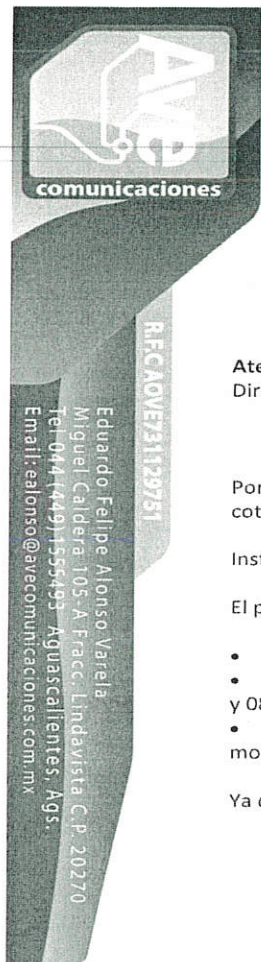 Ave
comunicaciones
R.F.C AOVE731129751
Eduardo Felipe Alonso Varela
Miguel Caldera 105-A Fracc. Lindavista C.P. 20270
Tel 044 (449)1555493 Aguascalientes, Ags.
Email: ealonso@avecomunicaciones.com.mx
Ate
Dir
Por
cot
Inst
El p
•
•
y 08
•
mo
Ya